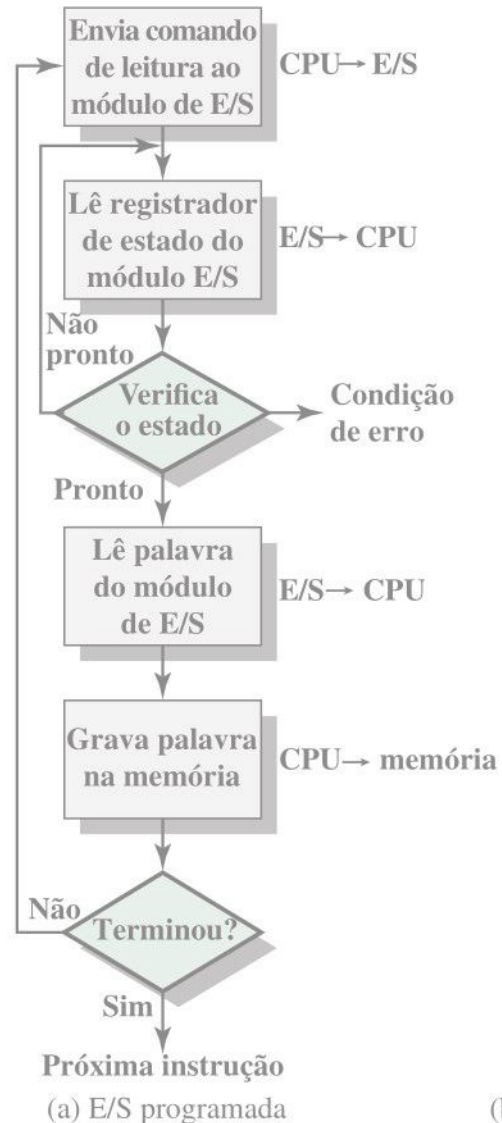 Envia comando
de leitura ao
módulo de E/S
CPU → E/S
Lê registrador
de estado do
módulo E/S
E/S → CPU
Não
pronto
Verifica
o estado
Condição
de erro
Pronto
Lê palavra
do módulo
de E/S
E/S → CPU
Grava palavra
na memória
CPU → memória
Não
Terminou?
Sim
Próxima instrução
(a) E/S programada
(b